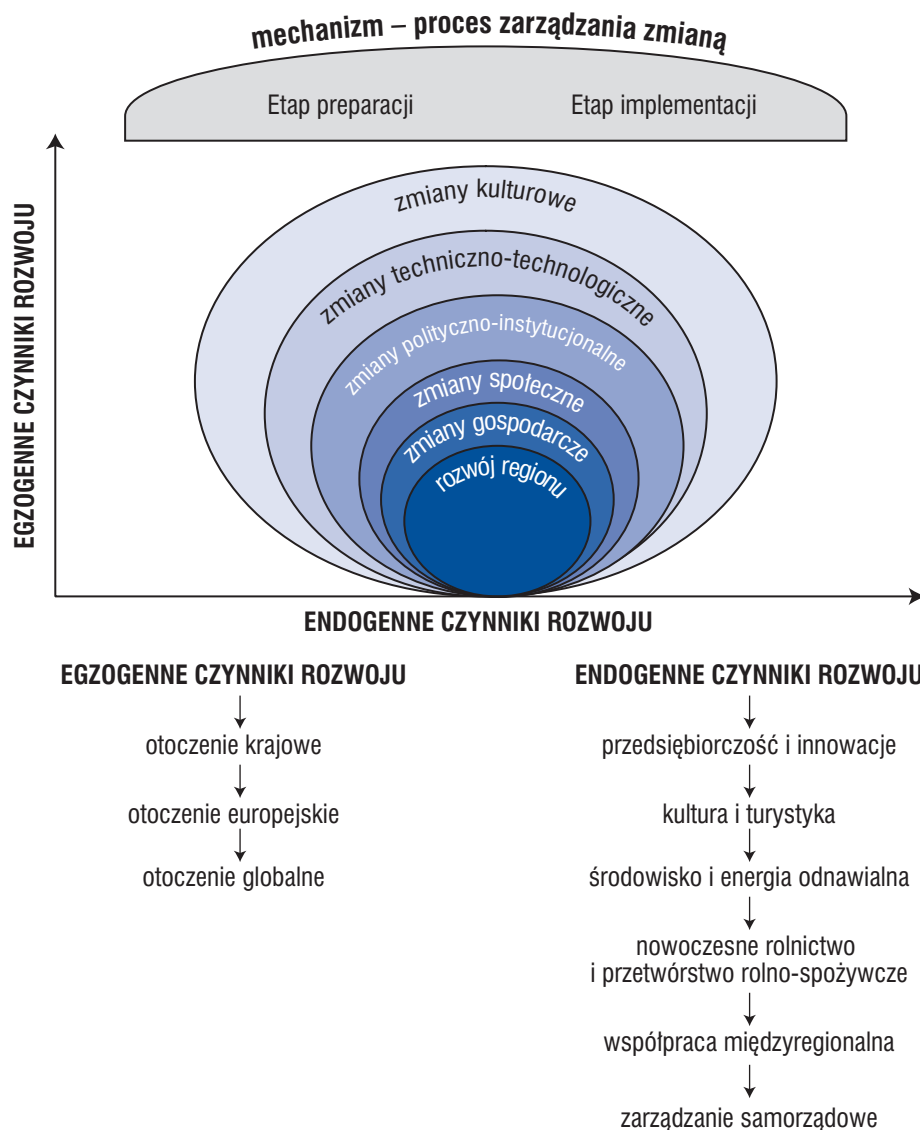 mechanizm – proces zarządzania zmianą
Etap preparacji
Etap implementacji
EGZOGENNE CZYNNIKI ROZWOJU
zmiany kulturowe
zmiany techniczno-technologiczne
zmiany polityczno-instytucjonalne
zmiany społeczne
zmiany gospodarcze
rozwój regionu
ENDOGENNE CZYNNIKI ROZWOJU
EGZOGENNE CZYNNIKI ROZWOJU
otoczenie krajowe
otoczenie europejskie
otoczenie globalne
ENDOGENNE CZYNNIKI ROZWOJU
przedsiębiorczość i innowacje
kultura i turystyka
środowisko i energia odnawialna
nowoczesne rolnictwo
i przetwórstwo rolno-spożywcze
współpraca międzyregionalna
zarządzanie samorządowe